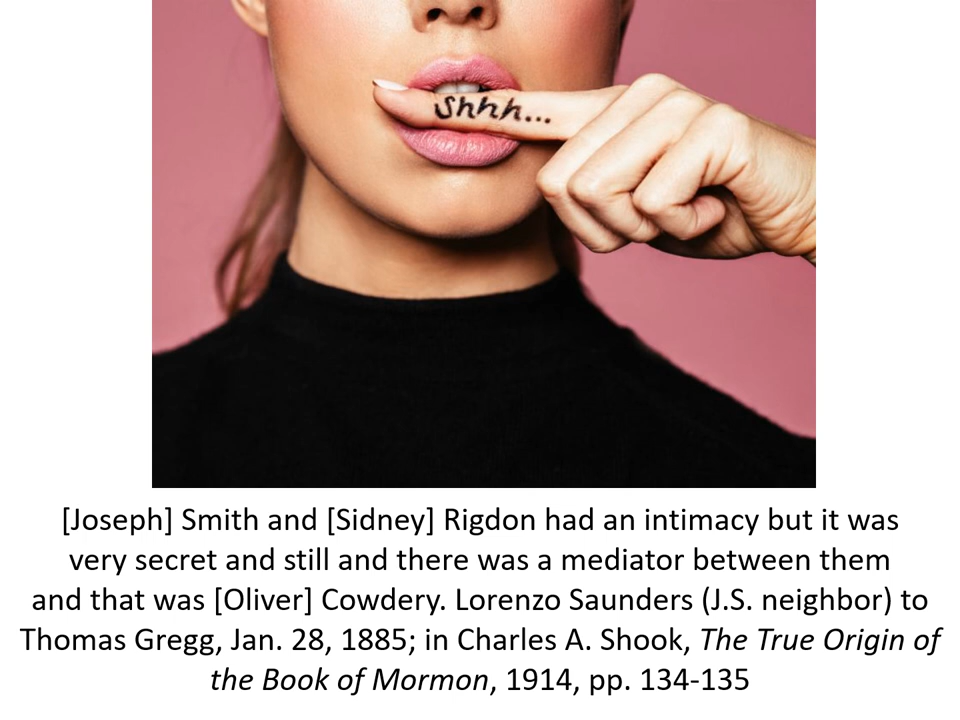 Shhh...
[Joseph] Smith and [Sidney] Rigdon had an intimacy but it was
very secret and still and there was a mediator between them
and that was [Oliver] Cowdery. Lorenzo Saunders (J.S. neighbor) to
Thomas Gregg, Jan. 28, 1885; in Charles A. Shook, The True Origin of
the Book of Mormon, 1914, pp. 134-135